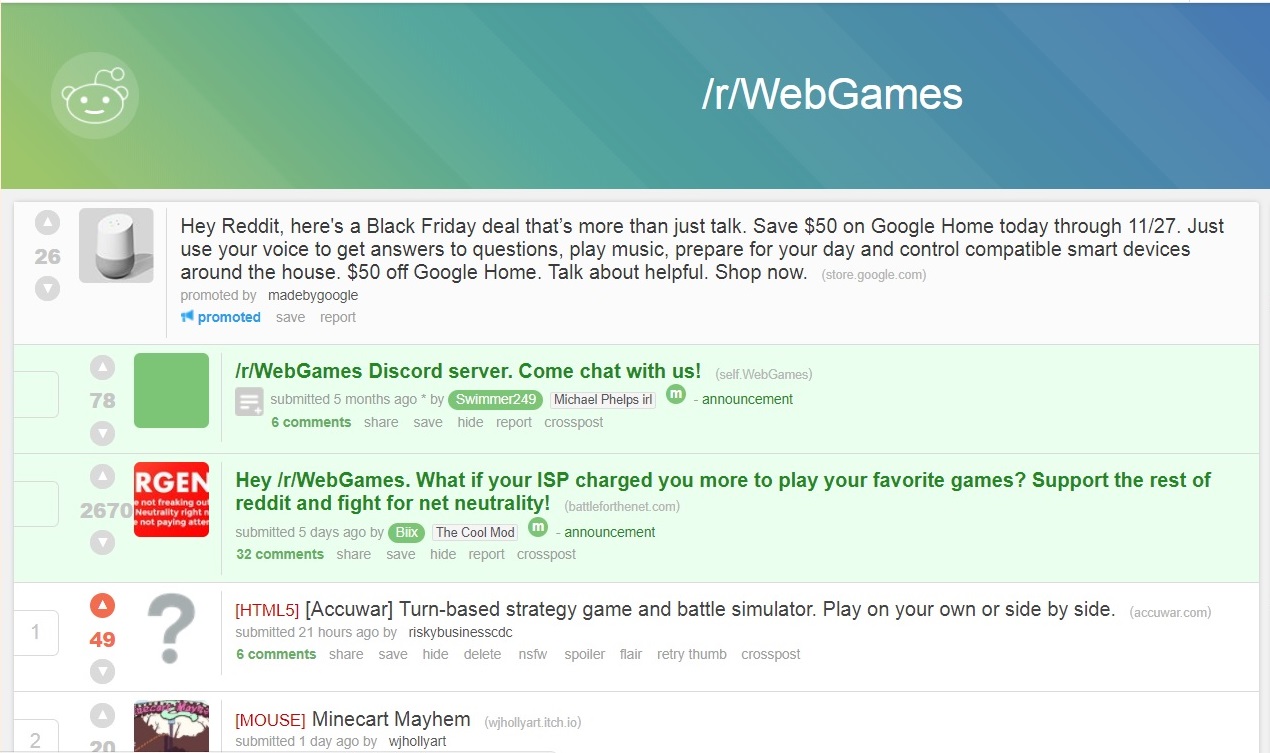 /r/WebGames
26
Hey Reddit, here's a Black Friday deal that’s more than just talk. Save $50 on Google Home today through 11/27. Just
use your voice to get answers to questions, play music, prepare for your day and control compatible smart devices
around the house. $50 off Google Home. Talk about helpful. Shop now. (store.google.com)
promoted by madebygoogle
promoted save report
78
/r/WebGames Discord server. Come chat with us! (self.WebGames)
submitted 5 months ago * by Swimmer249 Michael Phelps irl m - announcement
6 comments share save hide report crosspost
2670
RGEN
e not freaking out
Neutrality right n
e not paying atten
Hey /r/WebGames. What if your ISP charged you more to play your favorite games? Support the rest of
reddit and fight for net neutrality! (battleforthenet.com)
submitted 5 days ago by Biix The Cool Mod m - announcement
32 comments share save hide report crosspost
1
49
?
[HTML5] [Accuwar] Turn-based strategy game and battle simulator. Play on your own or side by side. (accuwar.com)
submitted 21 hours ago by riskybusinesscdc
6 comments share save hide delete nsfw spoiler flair retry thumb crosspost
2
20
[MOUSE] Minecart Mayhem (wjhollyart.itch.io)
submitted 1 day ago by wjhollyart